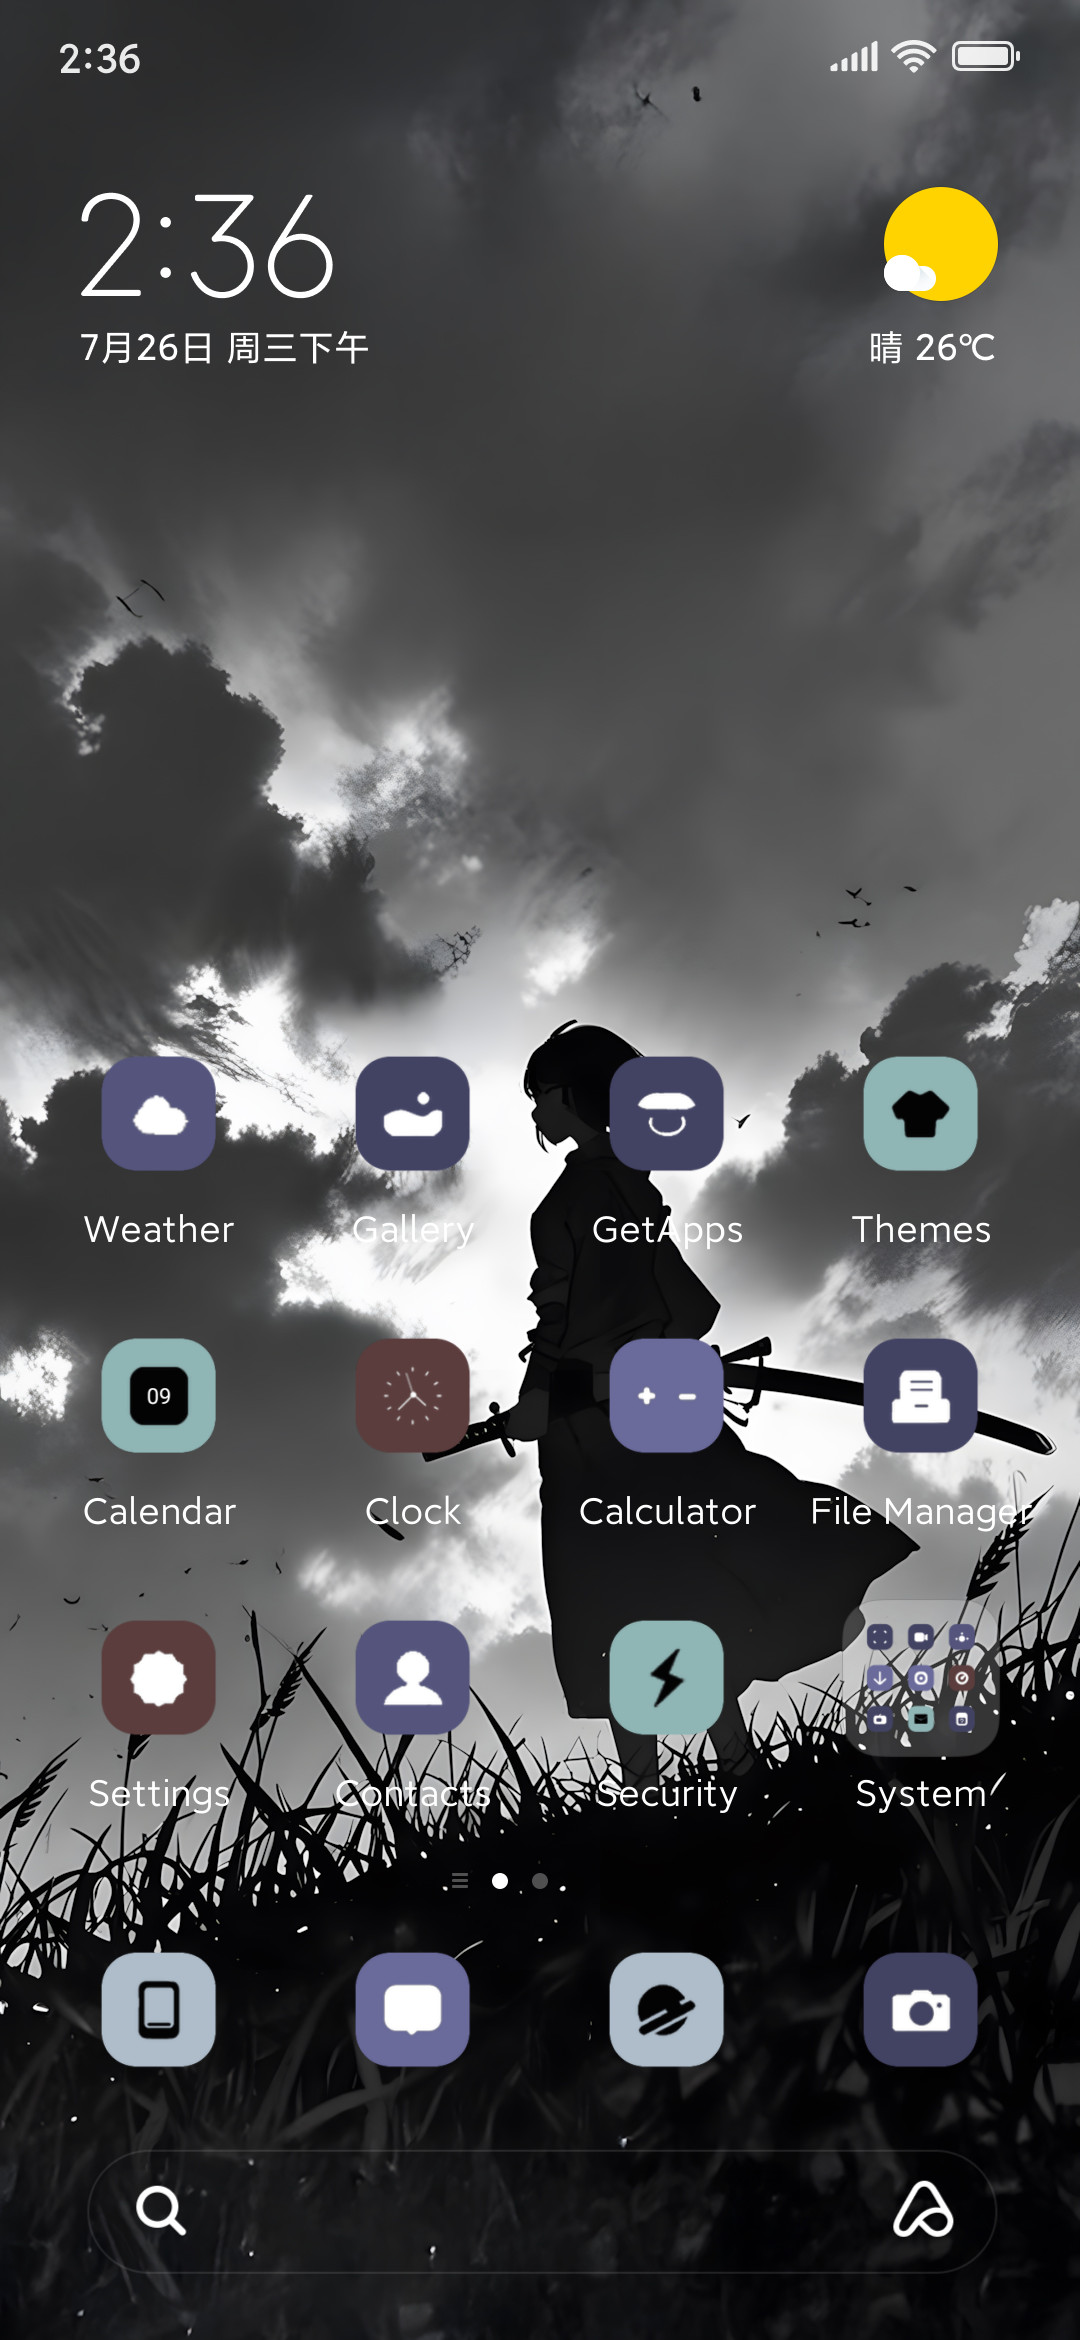 2:36
2:36
7月26日 周三下午
晴 26℃
Weather
Gallery
GetApps
Themes
09
Calendar
Clock
Calculator
File Manager
Settings
Contacts
Security
System